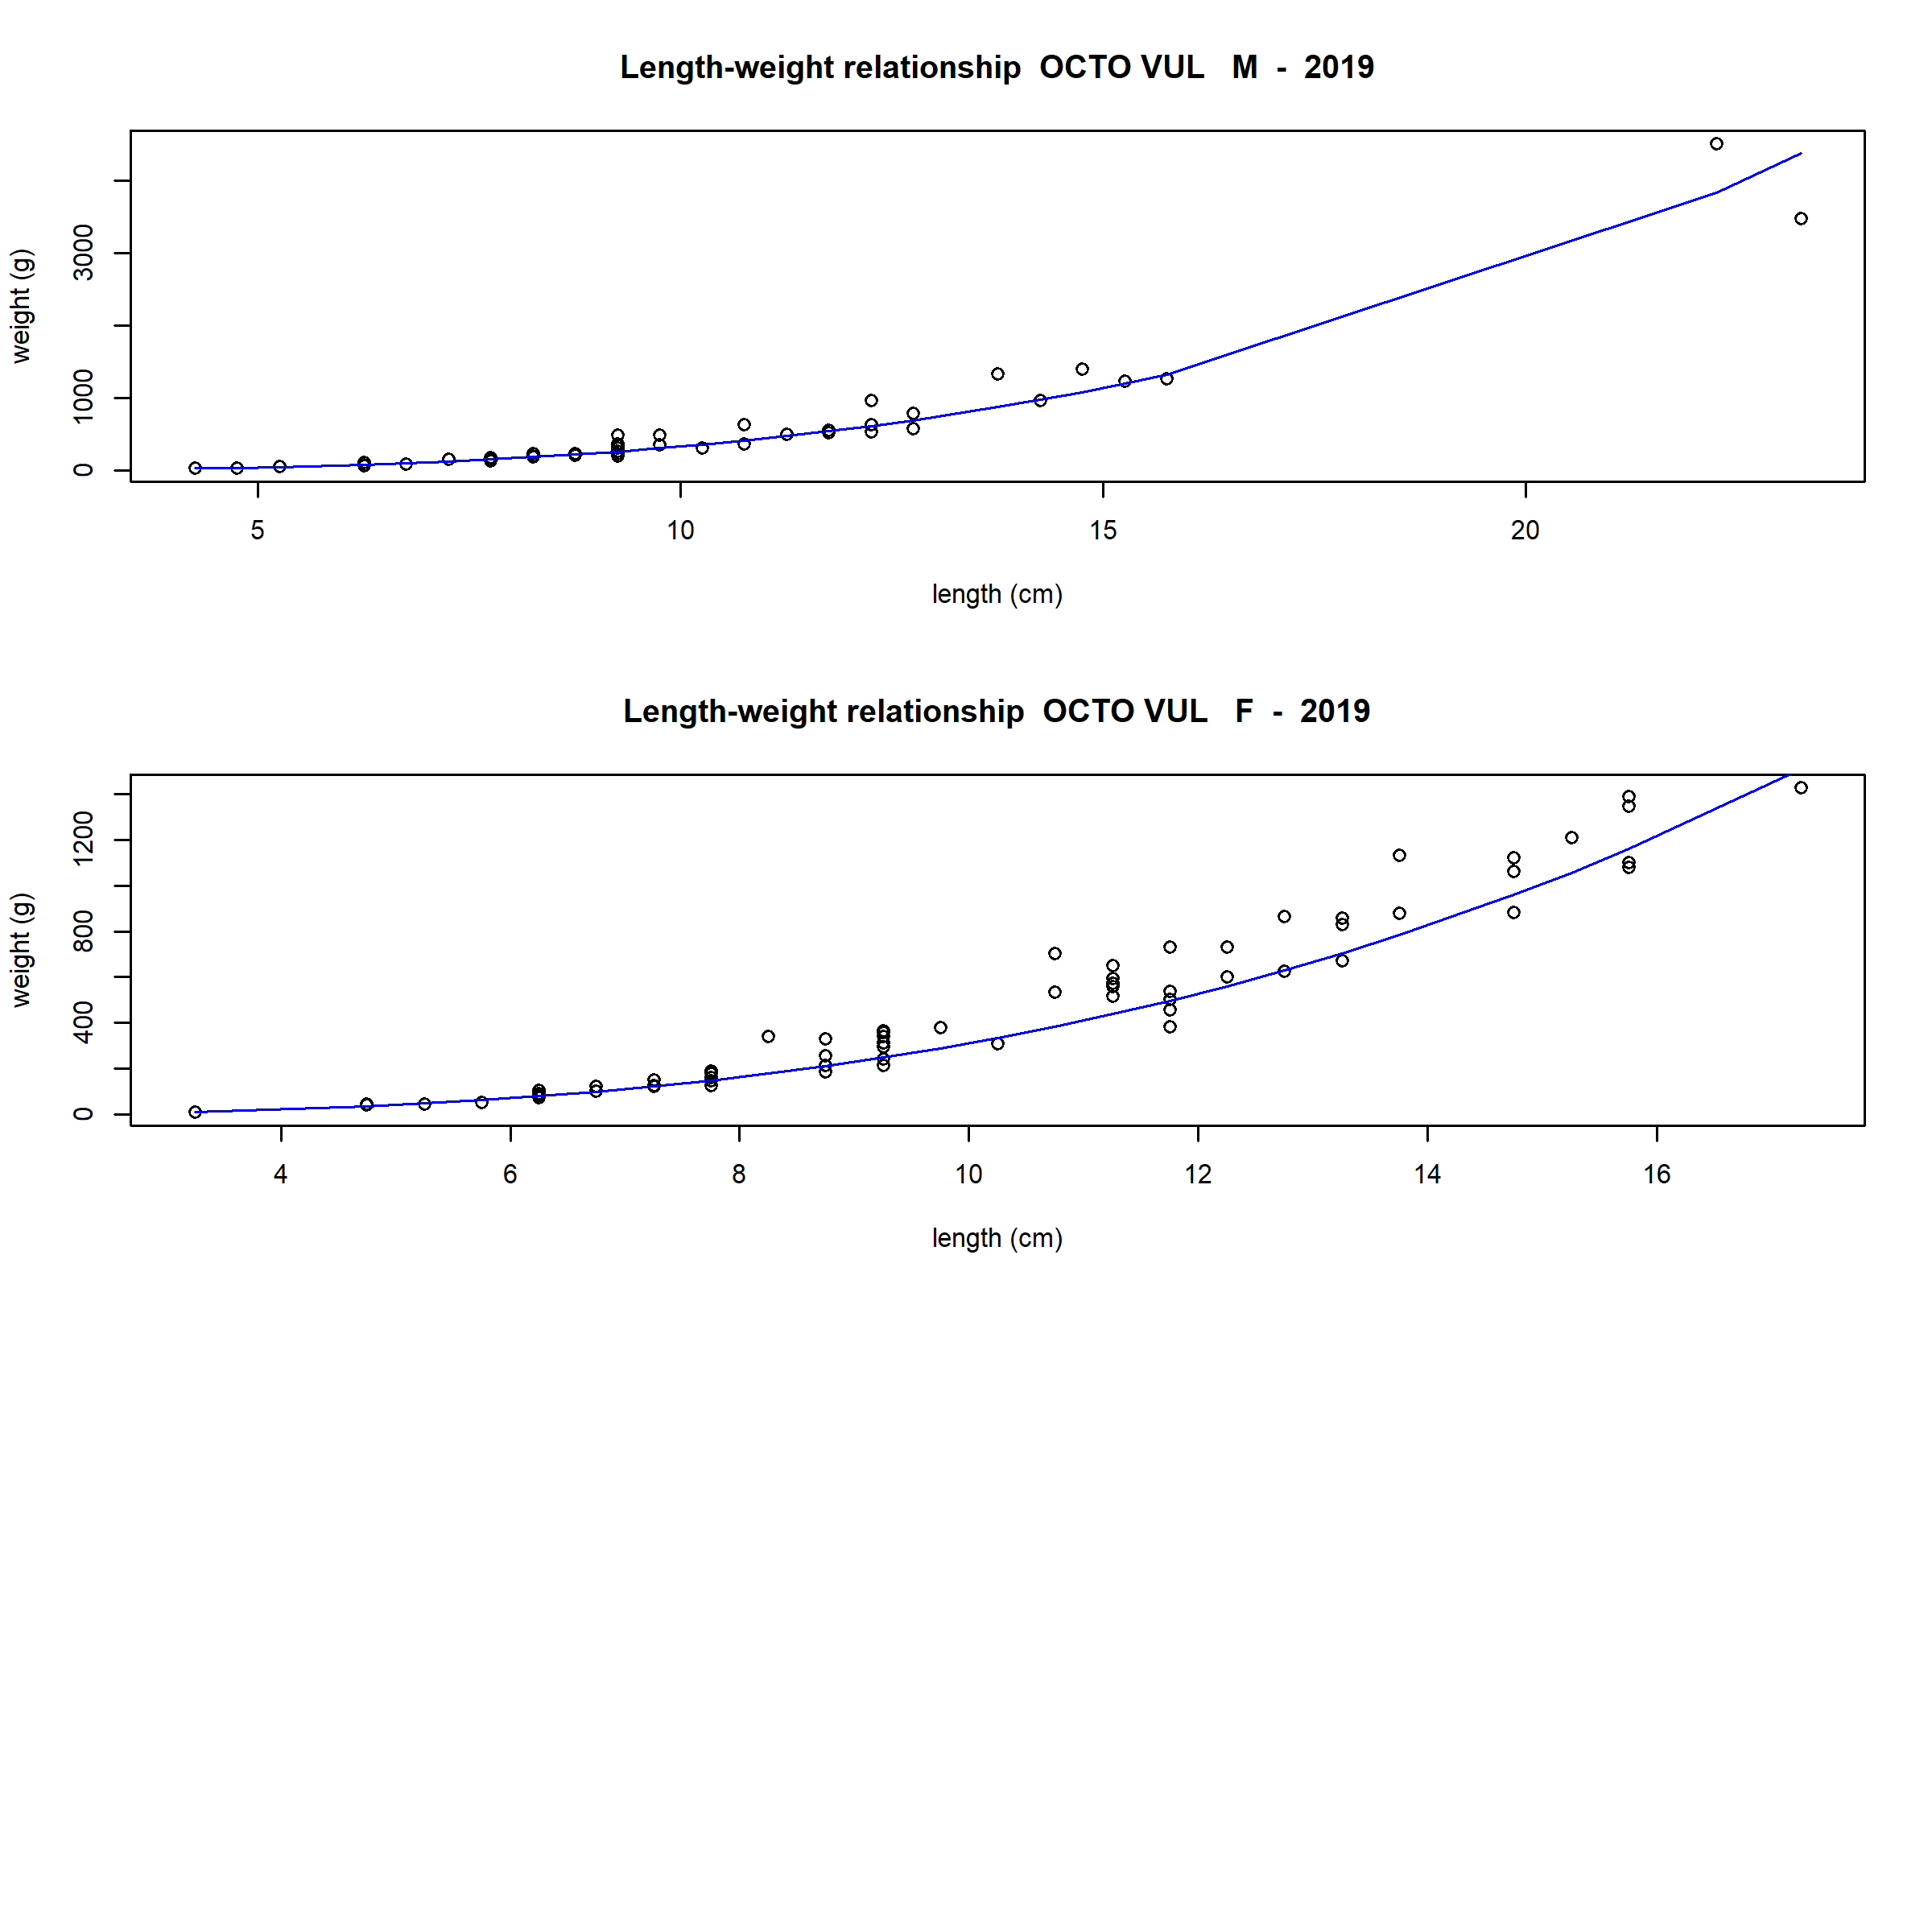 Length-weight relationship  OCTO VUL   M  -  2019
weight (g)
3000
1000
0
5 10 15 20
length (cm)
Length-weight relationship  OCTO VUL   F  -  2019
weight (g)
1200
800
400
0
4 6 8 10 12 14 16
length (cm)